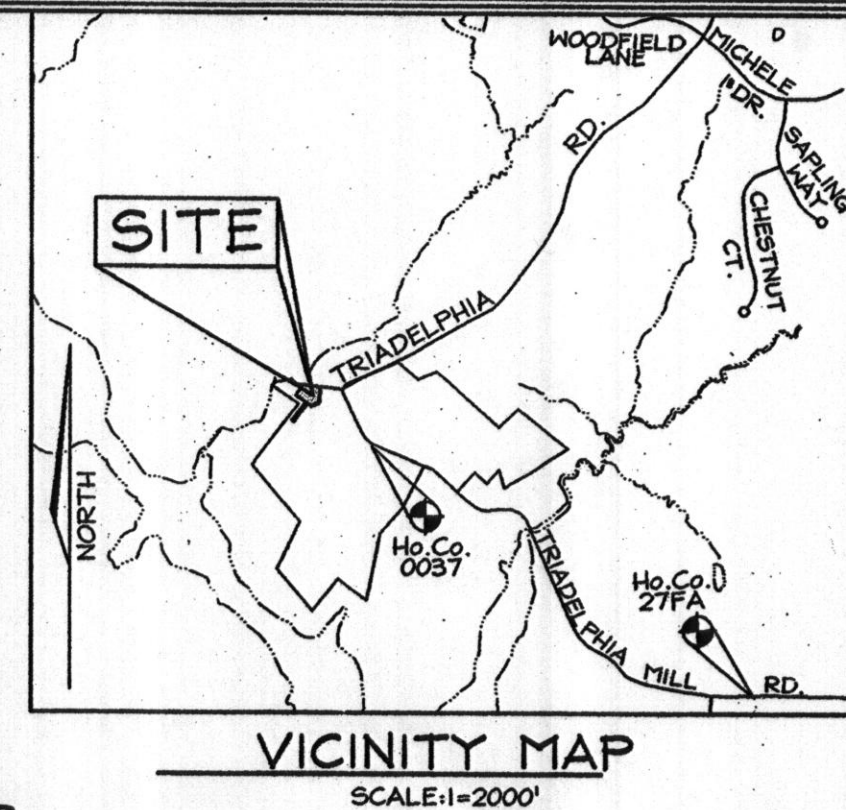 WOODFIELD
LANE
MICHELE
DR.
SAPLING
WAY
CHESTNUT
CT.
RD.
SITE
TRIADELPHIA
NORTH
Ho.Co.
0037
Ho.Co.
27FA
TRIADELPHIA
MILL
RD.
VICINITY MAP
SCALE:1=2000'